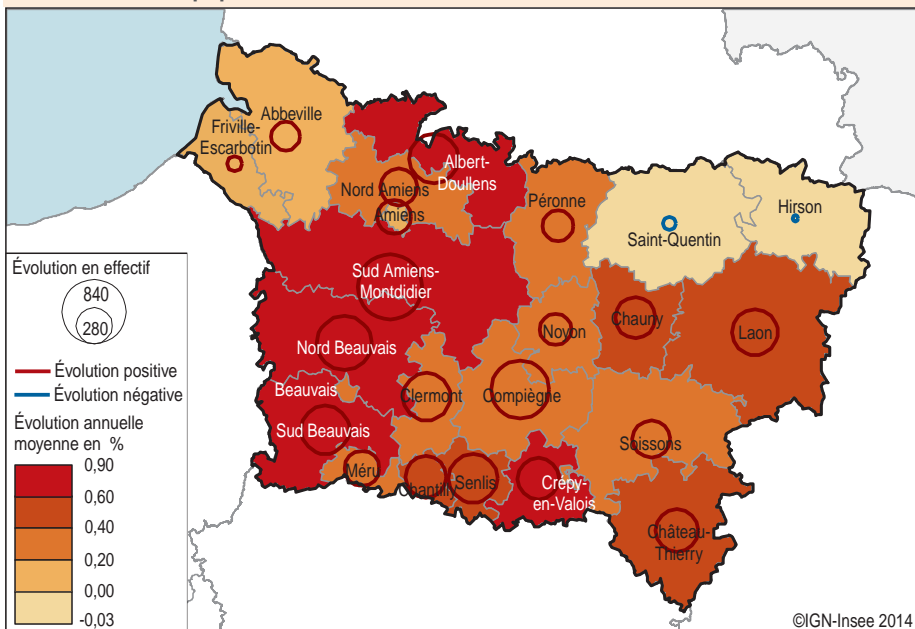 Abbeville
Friville-
Escarbotin
Albert-
Doullens
Nord Amiens
Amiens
Péronne
Hirson
Saint-Quentin
Sud Amiens-
Montdidier
Évolution en effectif
840
280
Évolution positive
Évolution négative
Évolution annuelle
moyenne en %
0,90
0,60
0,40
0,20
0,00
-0,03
Noyon
Chauny
Laon
Nord Beauvais
Beauvais
Clermont
Compiègne
Sud Beauvais
Soissons
Méru
Chantilly
Senlis
Crépy-
en-Valois
Château-
Thierry
©IGN-Insee 2014